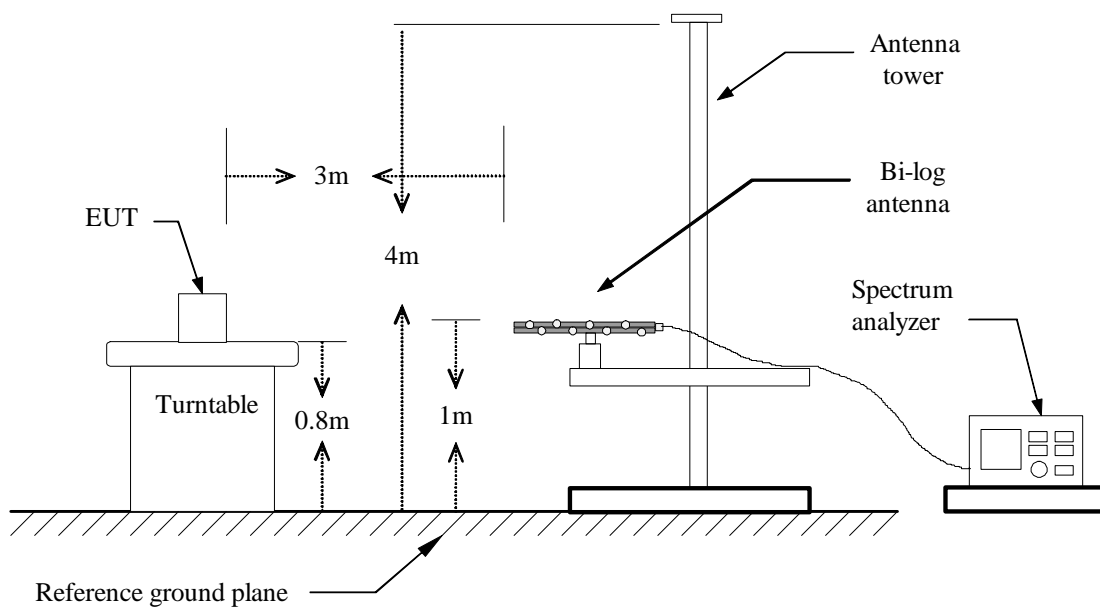 Antenna
tower
3m
Bi-log
antenna
EUT
4m
Spectrum
analyzer
Turntable
0.8m
1m
Reference ground plane